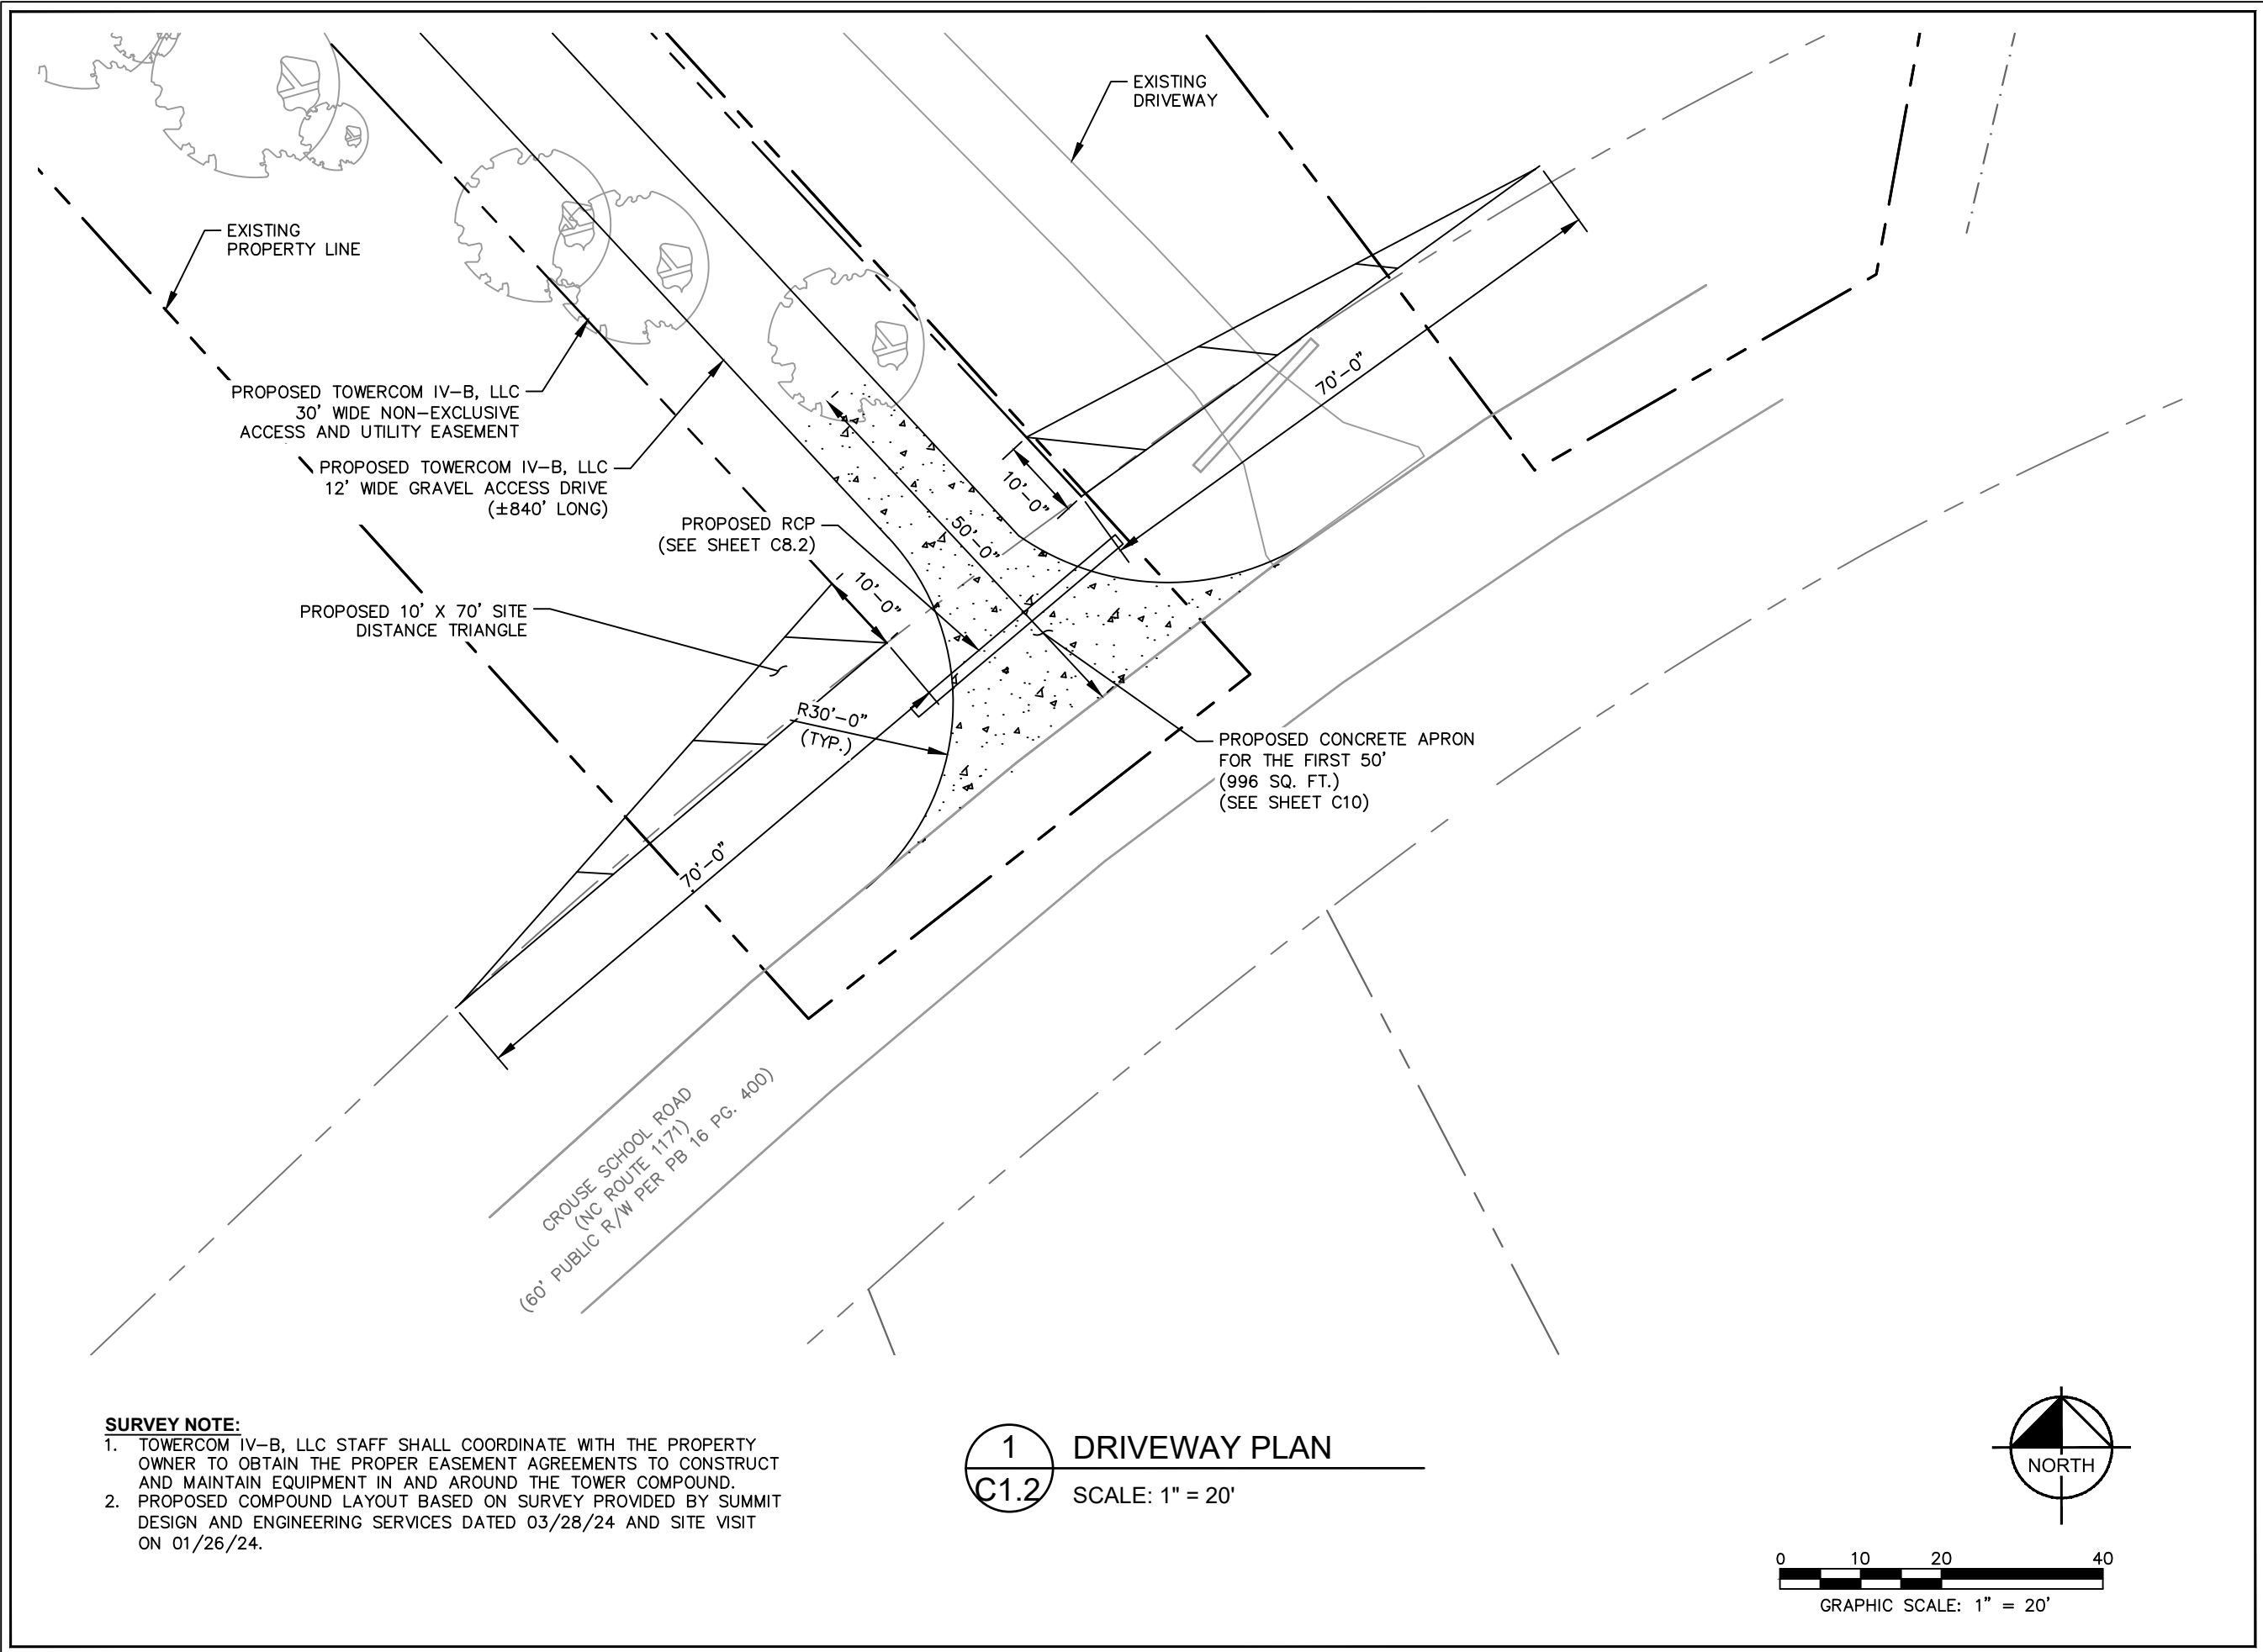 EXISTING
DRIVEWAY
EXISTING
PROPERTY LINE
PROPOSED TOWERCOM IV-B, LLC
30' WIDE NON-EXCLUSIVE
ACCESS AND UTILITY EASEMENT
PROPOSED TOWERCOM IV-B, LLC
12' WIDE GRAVEL ACCESS DRIVE
(±840' LONG)
PROPOSED RCP
(SEE SHEET C8.2)
PROPOSED 10' X 70' SITE
DISTANCE TRIANGLE
70'-0"
10'-0"
50'-0"
10'-0"
R30'-0"
(TYP.)
70'-0"
PROPOSED CONCRETE APRON
FOR THE FIRST 50'
(996 SQ. FT.)
(SEE SHEET C10)
CROUSE SCHOOL ROAD
(NC ROUTE 1171)
(60' PUBLIC R/W PER PB 16 PG. 400)
SURVEY NOTE:
1. TOWERCOM IV-B, LLC STAFF SHALL COORDINATE WITH THE PROPERTY
OWNER TO OBTAIN THE PROPER EASEMENT AGREEMENTS TO CONSTRUCT
AND MAINTAIN EQUIPMENT IN AND AROUND THE TOWER COMPOUND.
2. PROPOSED COMPOUND LAYOUT BASED ON SURVEY PROVIDED BY SUMMIT
DESIGN AND ENGINEERING SERVICES DATED 03/28/24 AND SITE VISIT
ON 01/26/24.
1
C1.2
DRIVEWAY PLAN
SCALE: 1" = 20'
NORTH
0 10 20 40
GRAPHIC SCALE: 1" = 20'